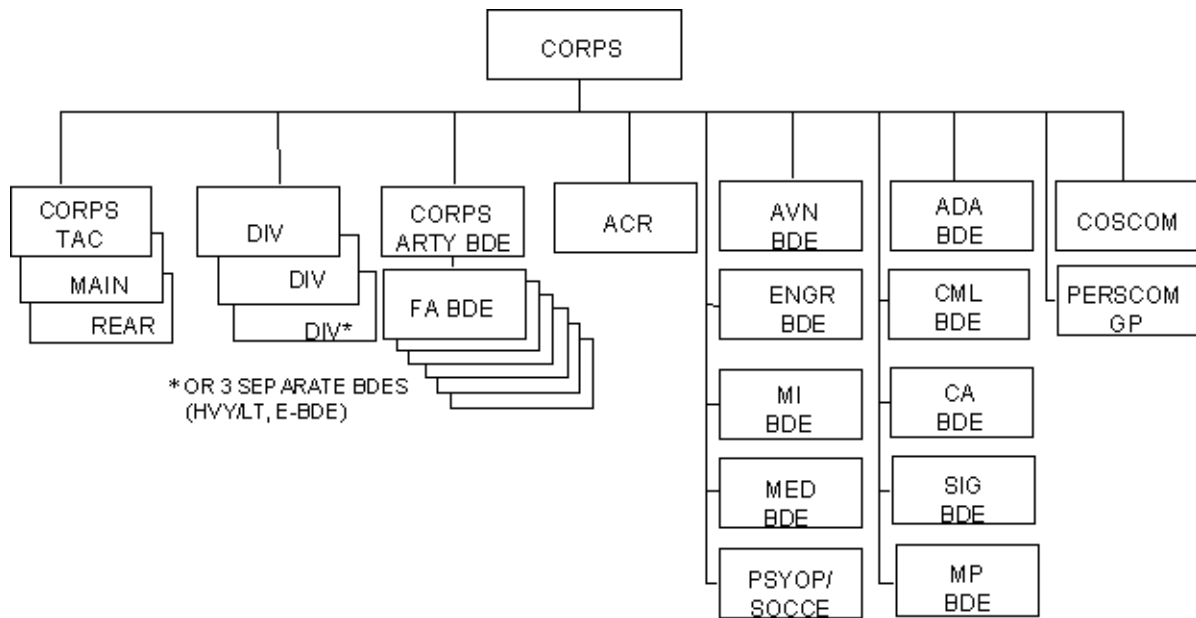 CORPS
CORPS
TAC
MAIN
REAR
DIV
DIV
DIV*
* OR 3 SEPARATE BDES
(HVY/LT, E-BDE)
CORPS
ARTY BDE
FA BDE
ACR
AVN
BDE
ENGR
BDE
MI
BDE
MED
BDE
PSYOP/
SOCCE
ADA
BDE
CML
BDE
CA
BDE
SIG
BDE
MP
BDE
COSCOM
PERSCOM
GP